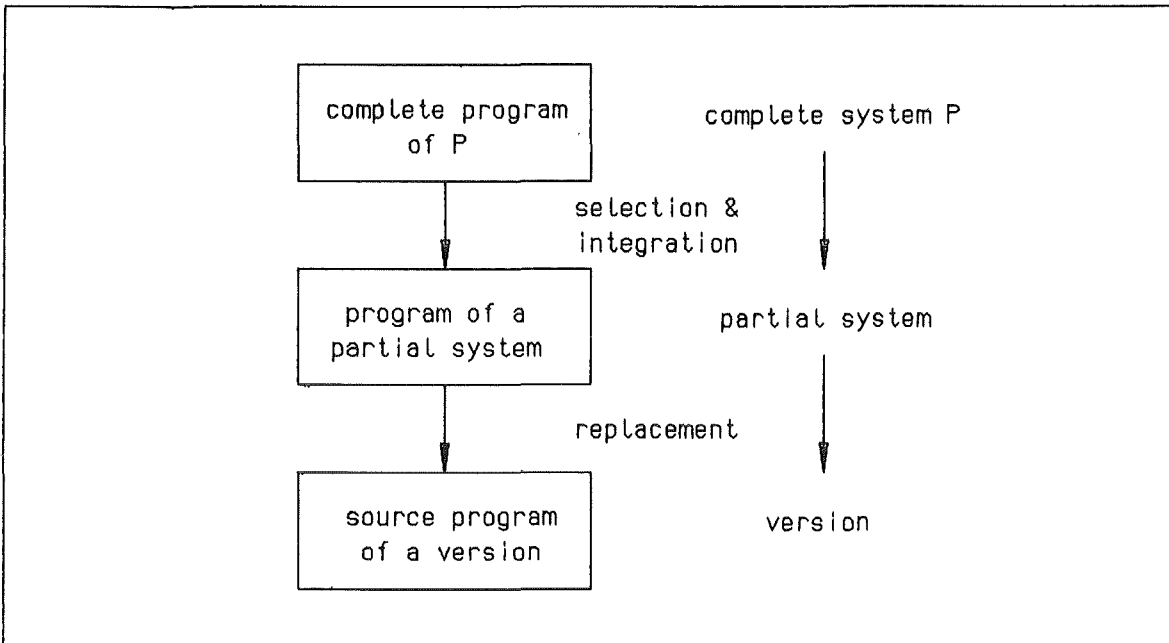 complete program
of P
complete system P
selection &
integration
program of a
partial system
partial system
replacement
source program
of a version
version